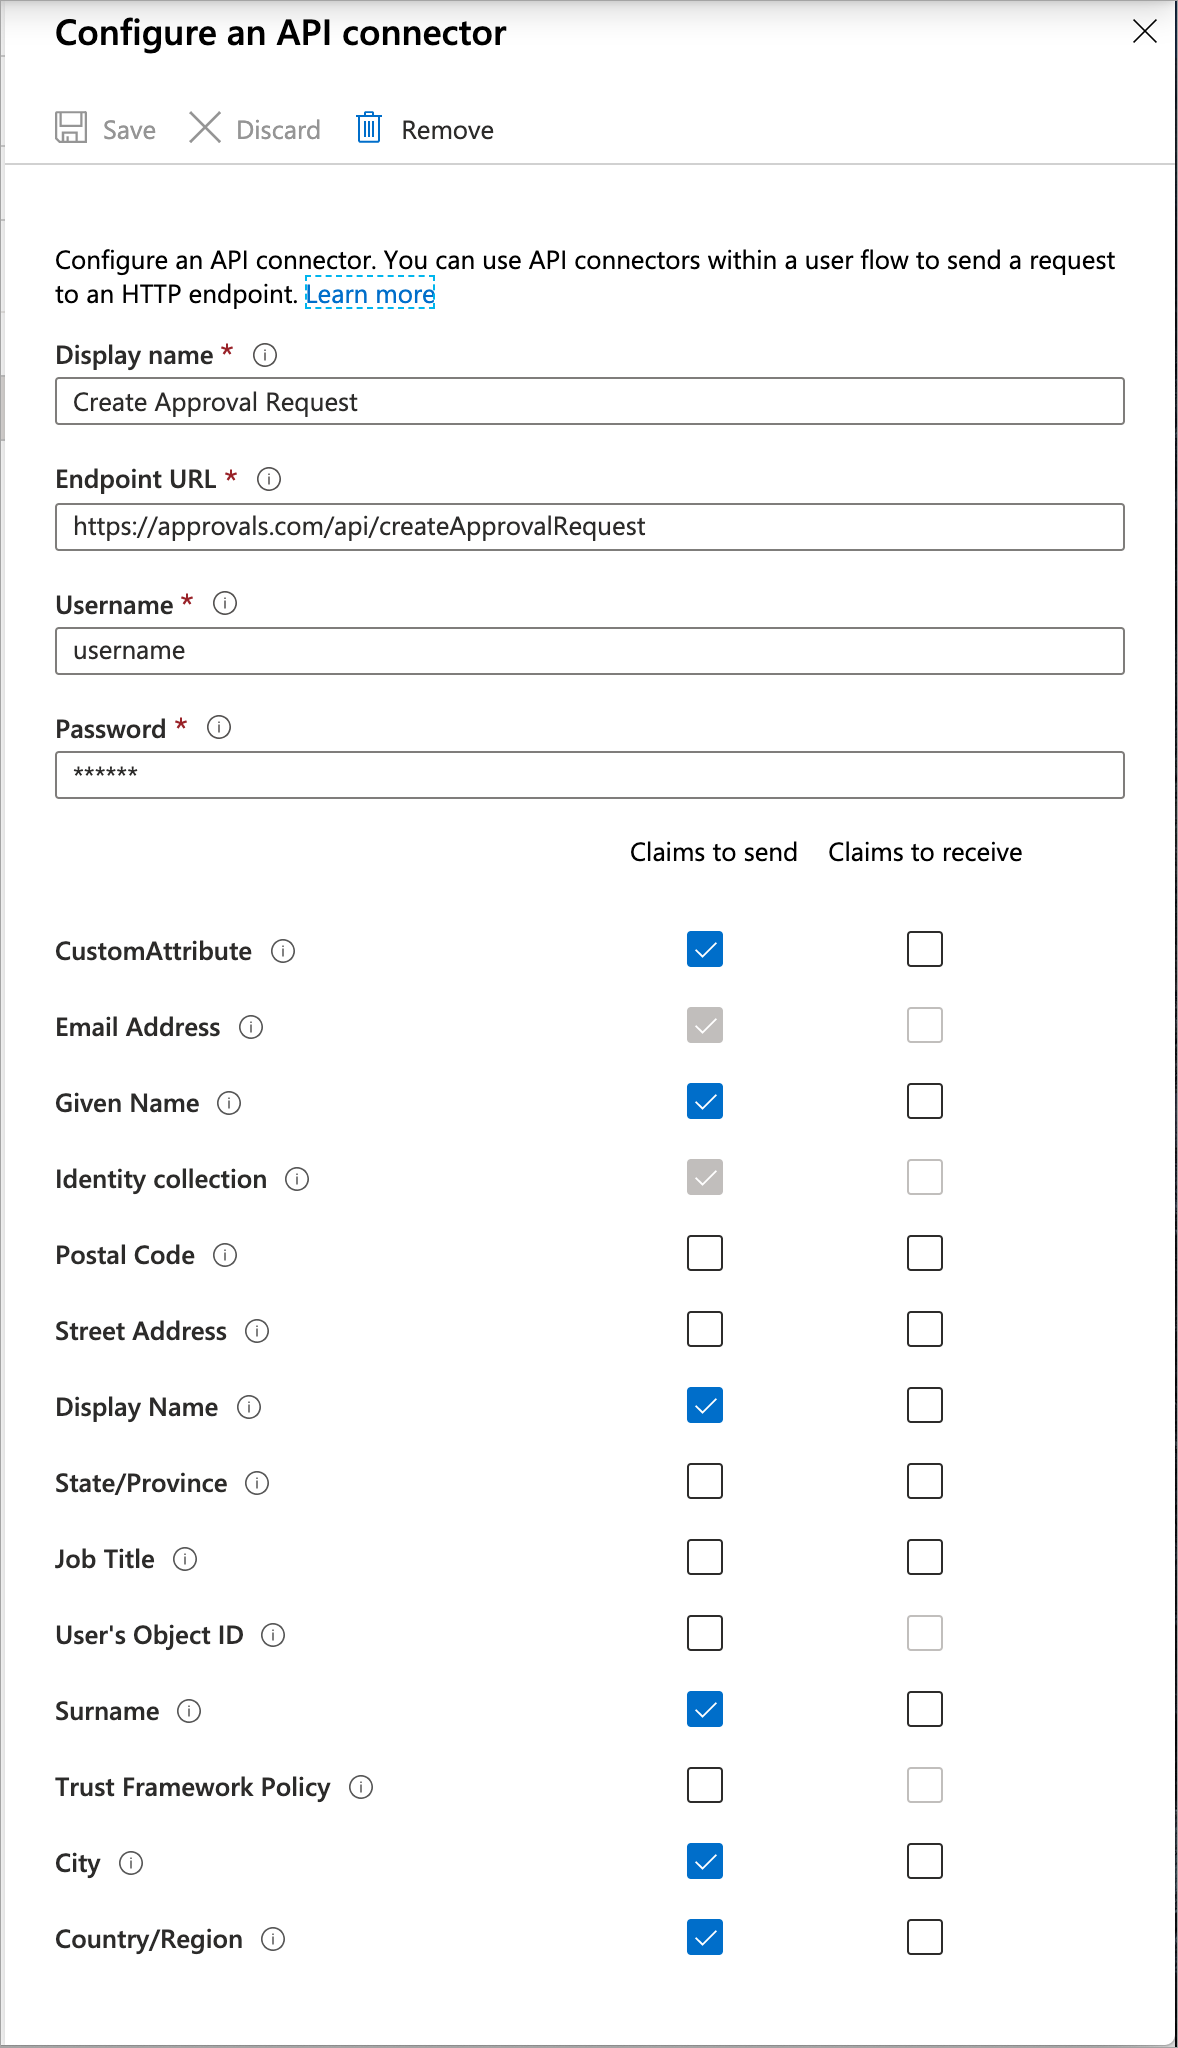 Configure an API connector
Save Discard Remove
Configure an API connector. You can use API connectors within a user flow to send a request
to an HTTP endpoint. Learn more
Display name *
Create Approval Request
Endpoint URL *
https://approvals.com/api/createApprovalRequest
Username *
username
Password *
******
Claims to send Claims to receive
CustomAttribute
Email Address
Given Name
Identity collection
Postal Code
Street Address
Display Name
State/Province
Job Title
User's Object ID
Surname
Trust Framework Policy
City
Country/Region